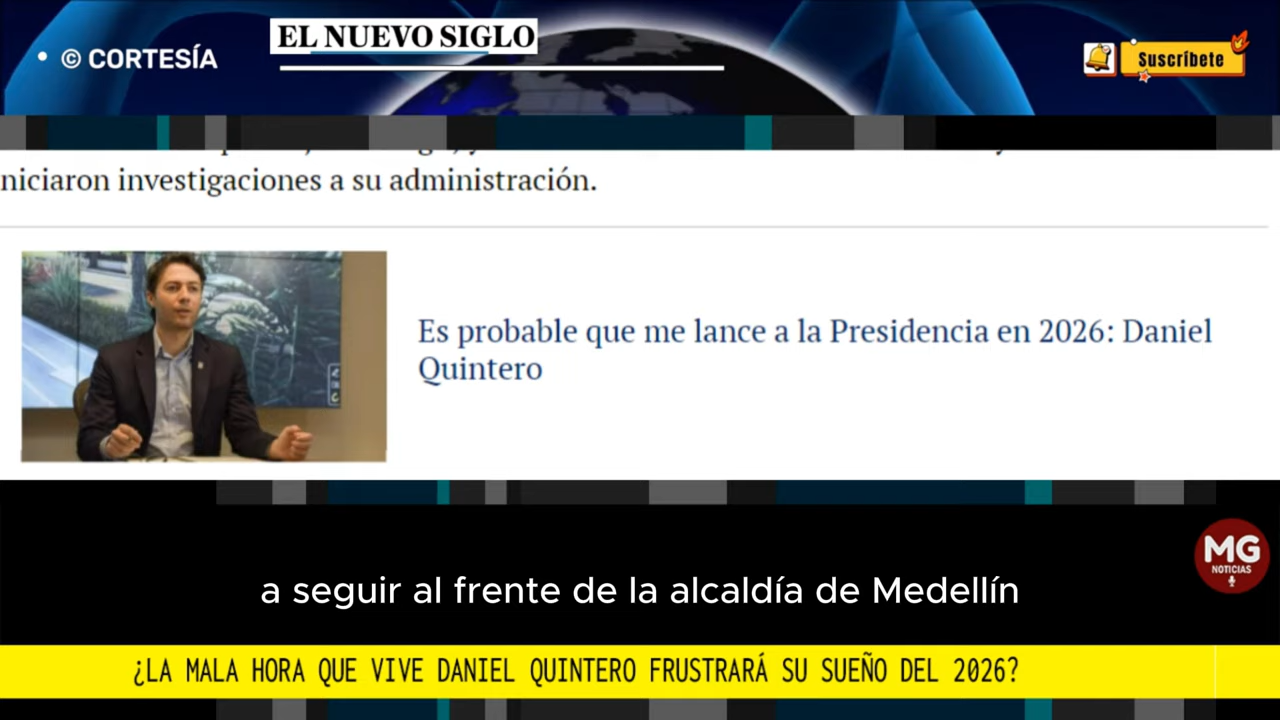 © CORTESÍA
EL NUEVO SIGLO
Suscríbete
niciaron investigaciones a su administración.
Es probable que me lance a la Presidencia en 2026: Daniel
Quintero
MG
NOTICIAS
a seguir al frente de la alcaldía de Medellín
¿LA MALA HORA QUE VIVE DANIEL QUINTERO FRUSTRARÁ SU SUEÑO DEL 2026?